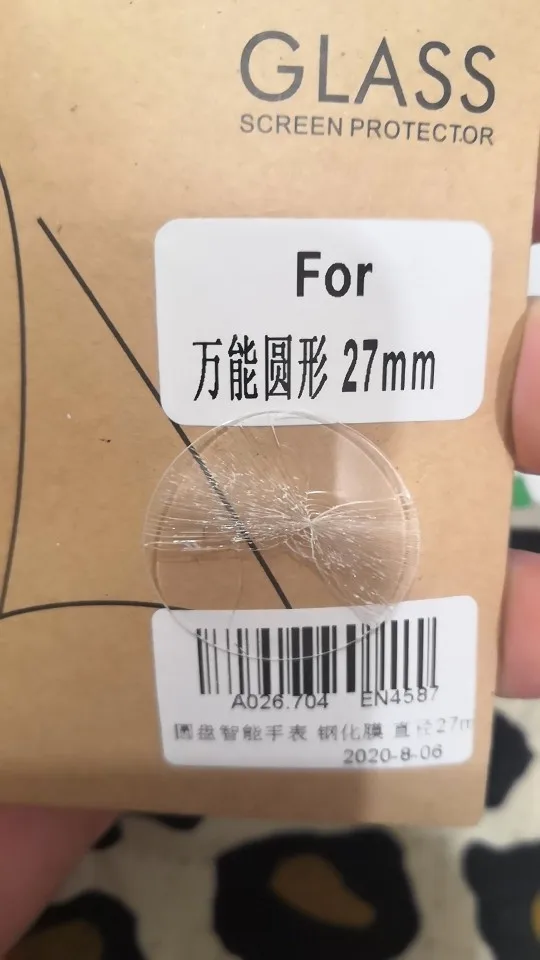 GLASS
SCREEN PROTECTOR
For
万能圆形 27mm
A026.704 EN4587
圆盘智能手表 钢化膜 直径27m
2020-8-06